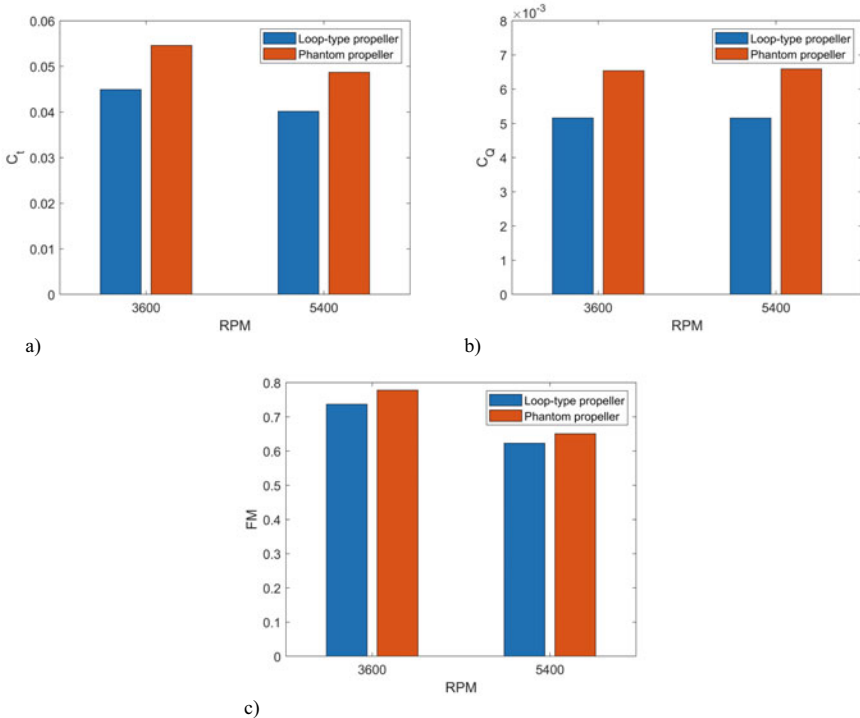 0.06
0.05
0.04
0.03
0.02
0.01
0
C_t
3600
5400
RPM
Loop-type propeller
Phantom propeller
a)
×10^-3
8
7
6
5
4
3
2
1
0
C_Q
3600
5400
RPM
Loop-type propeller
Phantom propeller
b)
0.8
0.7
0.6
0.5
0.4
0.3
0.2
0.1
0
FM
3600
5400
RPM
Loop-type propeller
Phantom propeller
c)